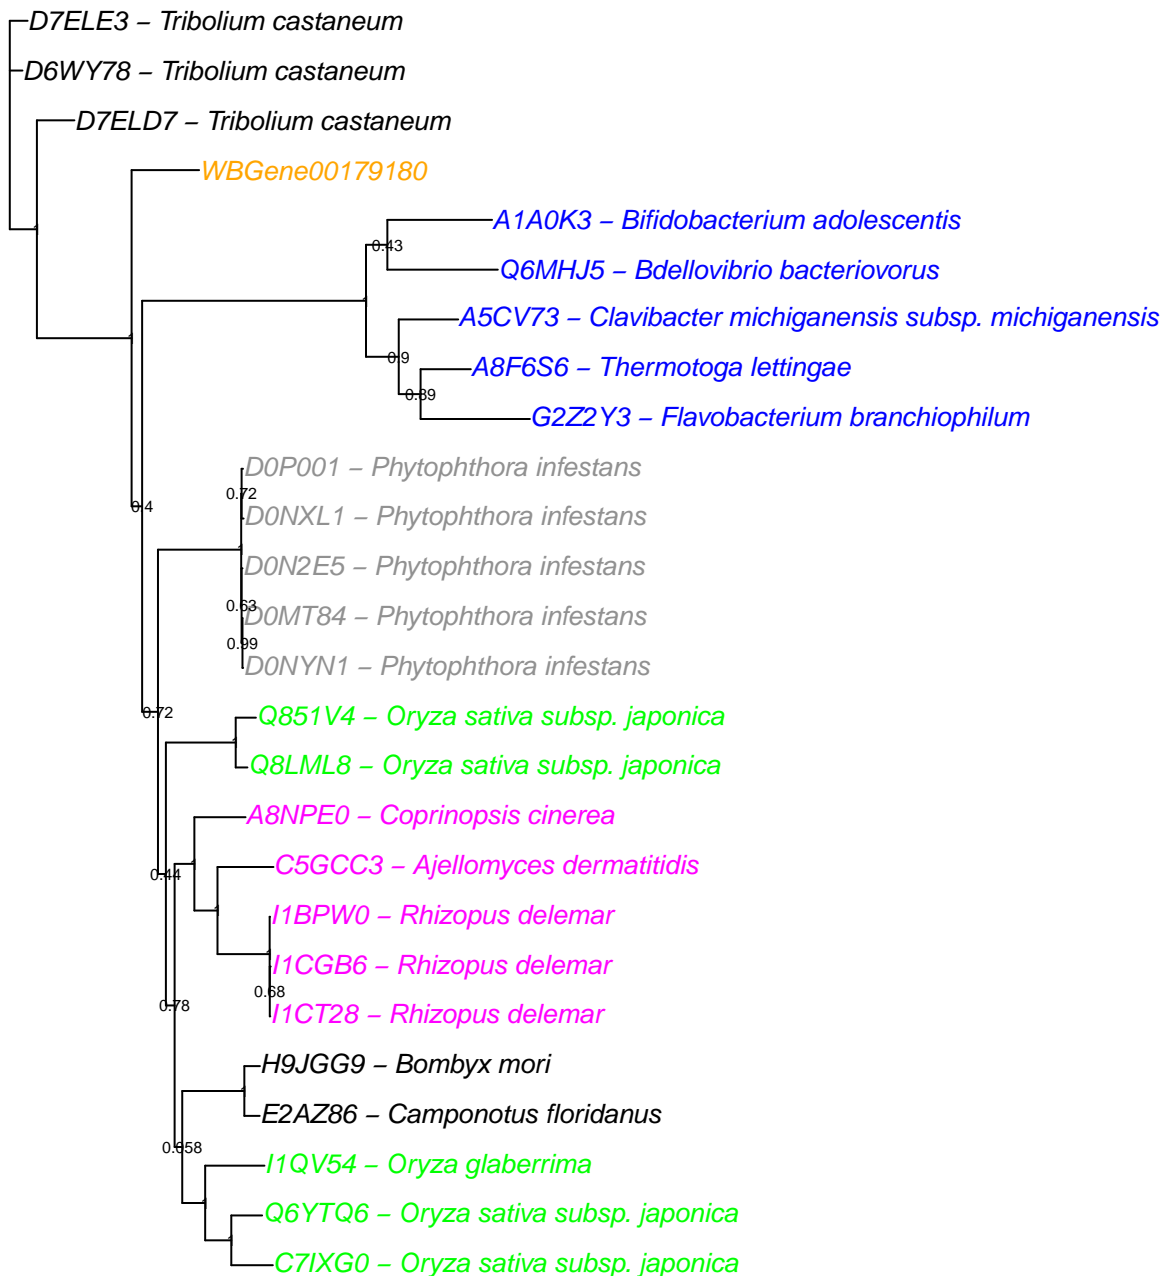 D7ELE3 – Tribolium castaneum
D6WY78 – Tribolium castaneum
D7ELD7 – Tribolium castaneum
WBGene00179180
A1A0K3 – Bifidobacterium adolescentis
0.43
Q6MHJ5 – Bdellovibrio bacteriovorus
A5CV73 – Clavibacter michiganensis subsp. michiganensis
0.9
A8F6S6 – Thermotoga lettingae
0.89
G2Z2Y3 – Flavobacterium branchiophilum
D0P001 – Phytophthora infestans
0.72
0.4
D0NXL1 – Phytophthora infestans
D0N2E5 – Phytophthora infestans
0.63
D0MT84 – Phytophthora infestans
0.99
D0NYN1 – Phytophthora infestans
0.72
Q851V4 – Oryza sativa subsp. japonica
Q8LML8 – Oryza sativa subsp. japonica
A8NPE0 – Coprinopsis cinerea
0.44
C5GCC3 – Ajellomyces dermatitidis
I1BPW0 – Rhizopus delemar
I1CGB6 – Rhizopus delemar
0.68
0.78
I1CT28 – Rhizopus delemar
H9JGG9 – Bombyx mori
E2AZ86 – Camponotus floridanus
0.058
I1QV54 – Oryza glaberrima
Q6YTQ6 – Oryza sativa subsp. japonica
C7IXG0 – Oryza sativa subsp. japonica